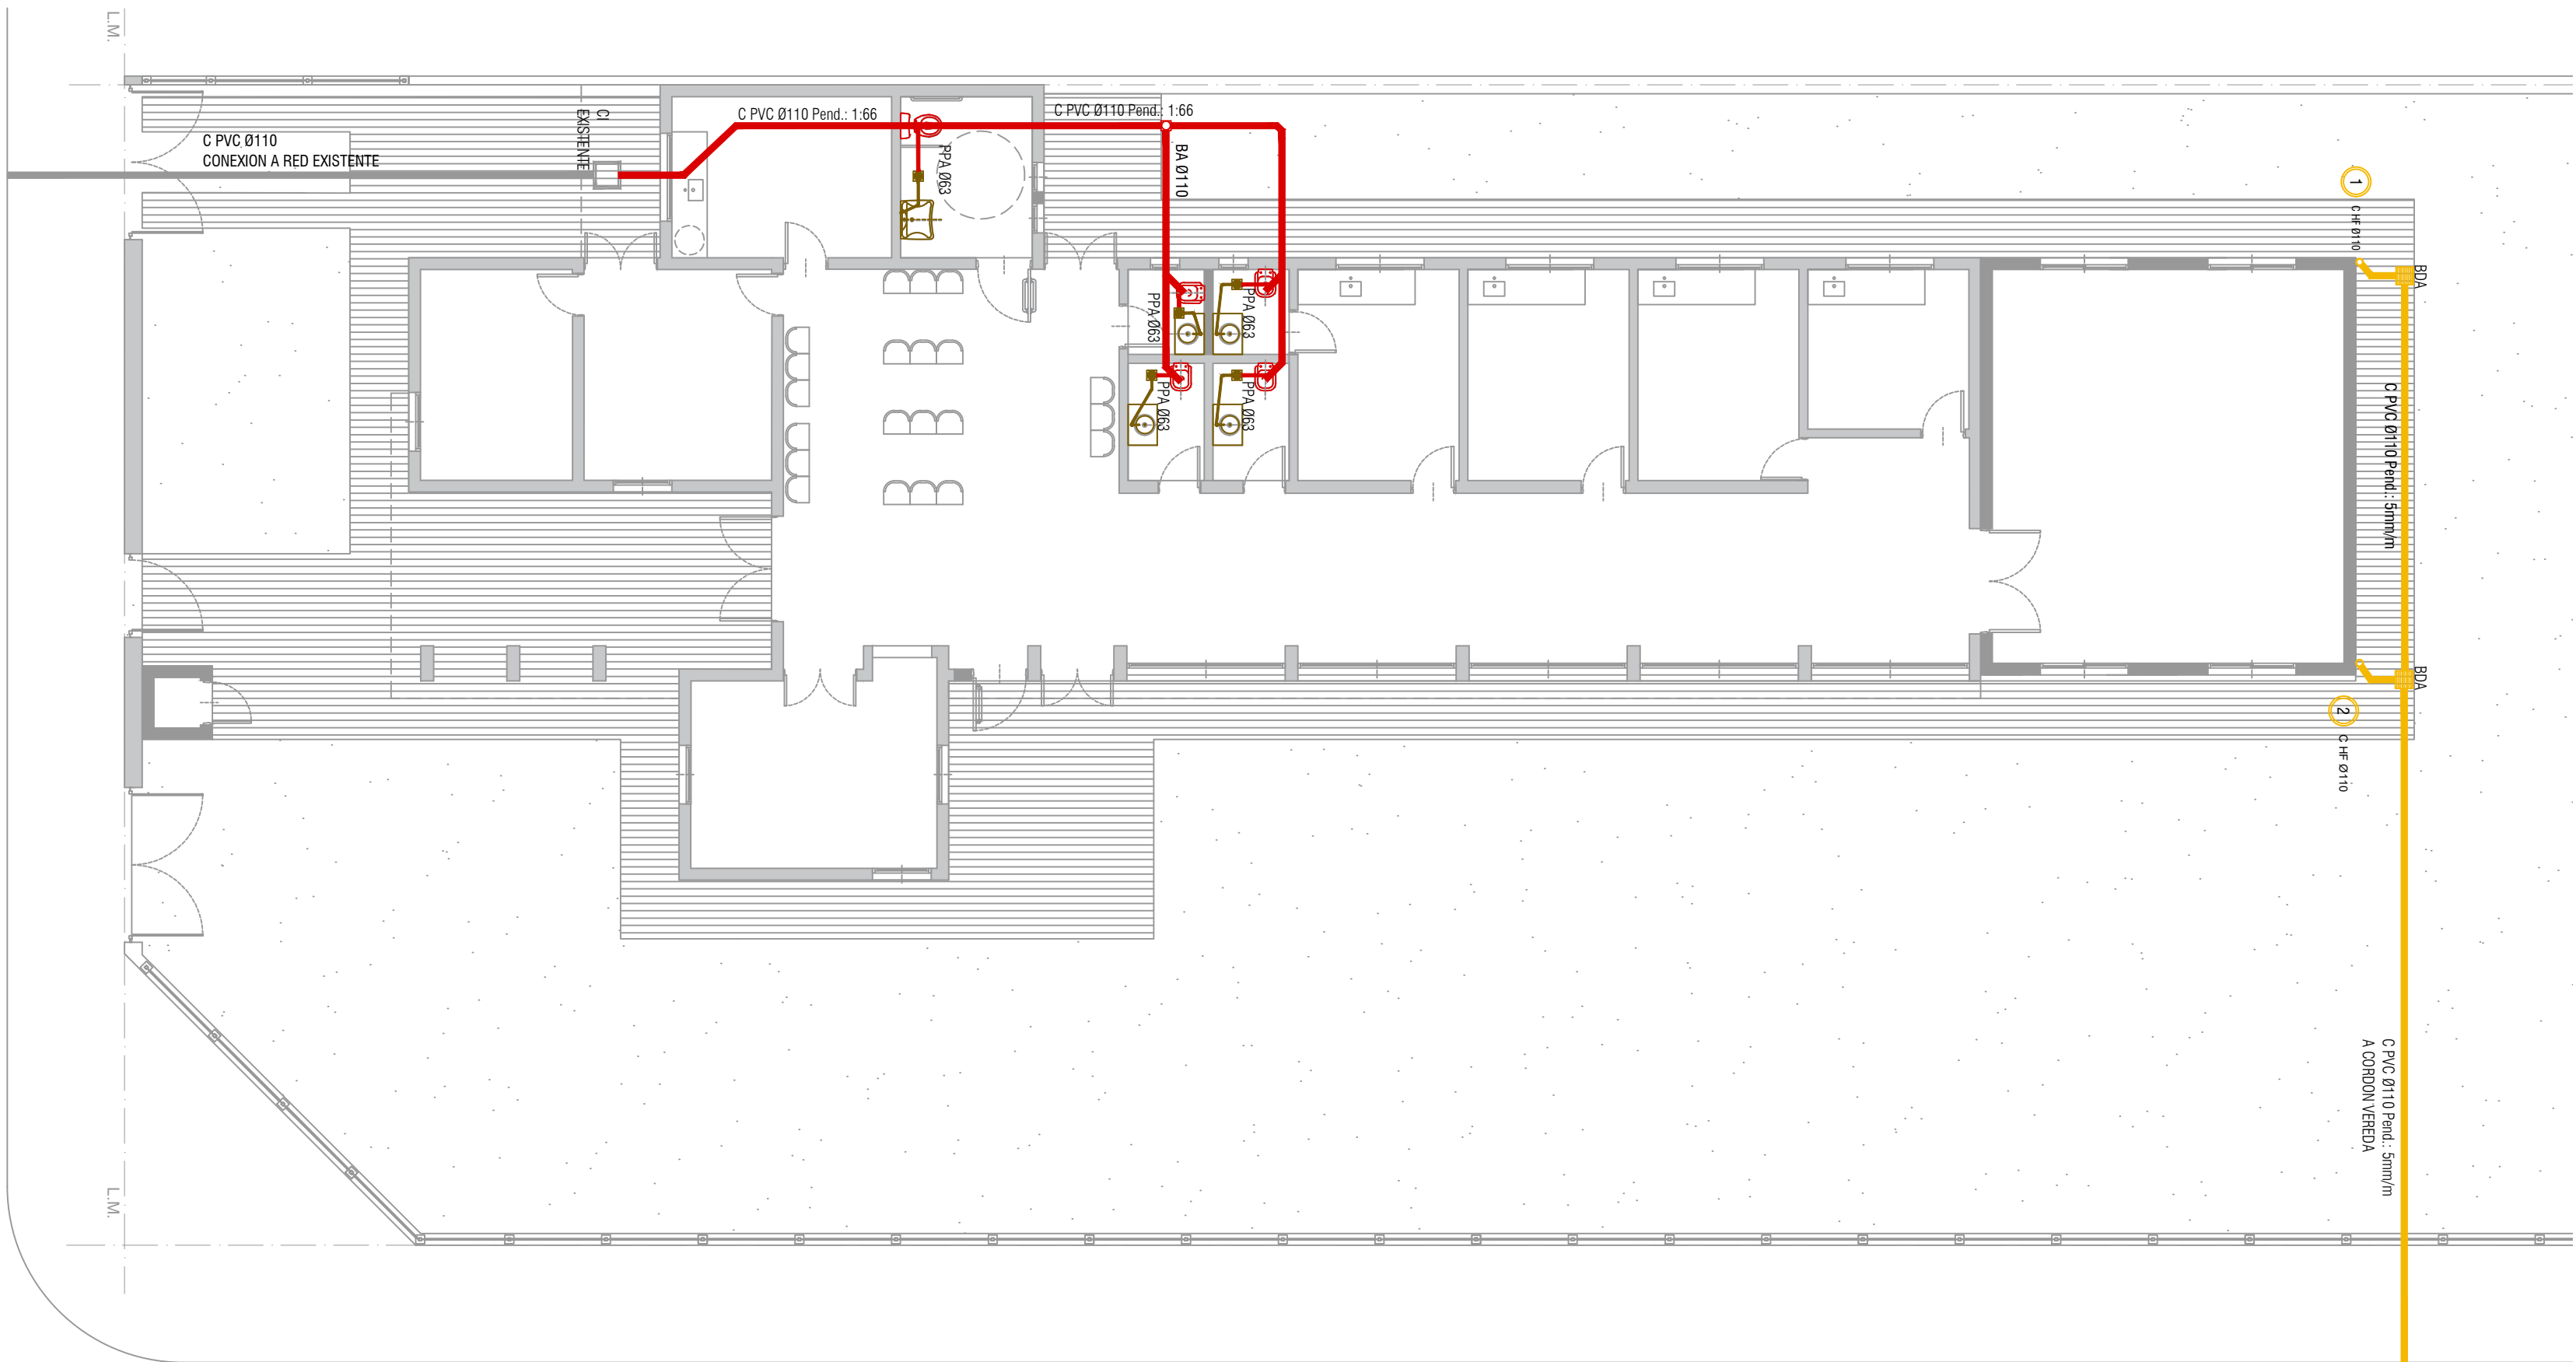 L.M.
C PVC Ø110
CONEXION A RED EXISTENTE
CI
EXISTENTE
C PVC Ø110 Pend.: 1:66
PPA Ø63
C PVC Ø110 Pend.: 1:66
BA Ø110
PPA Ø63
PPA Ø63
PPA Ø63
PPA Ø63
1
C HF Ø110
BDA
C PVC Ø110 Pend.: 5mm/m
BDA
2
C HF Ø110
C PVC Ø110 Pend.: 5mm/m
A CORDON VEREDA
L.M.